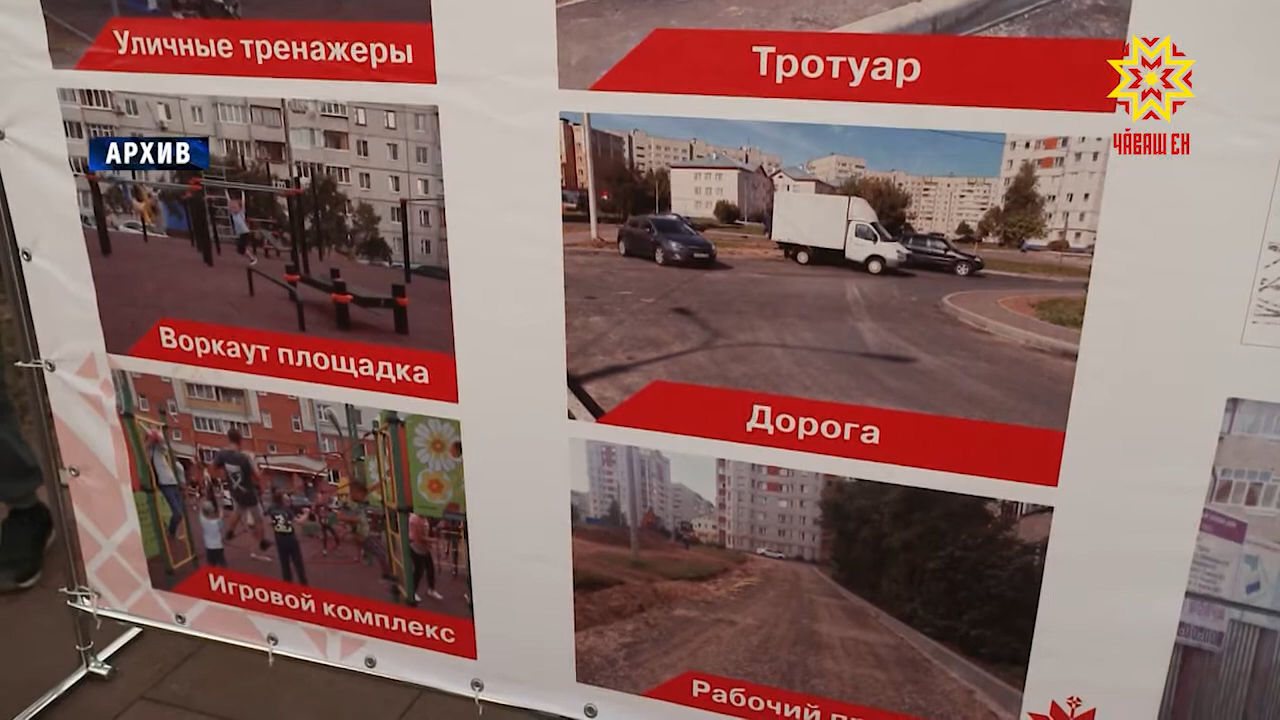 Уличные тренажеры
Тротуар
ЧĂВАШ ЕН
АРХИВ
Воркаут площадка
Дорога
Игровой комплекс
Рабочий